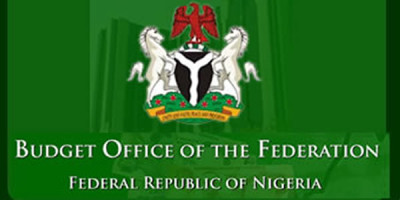 BUDGET OFFICE OF THE FEDERATION
FEDERAL REPUBLIC OF NIGERIA